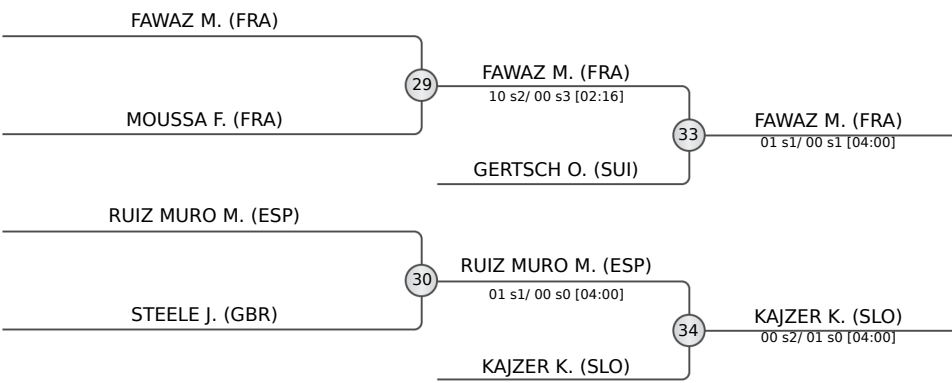 FAWAZ M. (FRA)
29
MOUSSA F. (FRA)
FAWAZ M. (FRA)
10 s2/ 00 s3 [02:16]
33
GERTSCH O. (SUI)
FAWAZ M. (FRA)
01 s1/ 00 s1 [04:00]
RUIZ MURO M. (ESP)
30
STEELE J. (GBR)
RUIZ MURO M. (ESP)
01 s1/ 00 s0 [04:00]
34
KAJZER K. (SLO)
KAJZER K. (SLO)
00 s2/ 01 s0 [04:00]